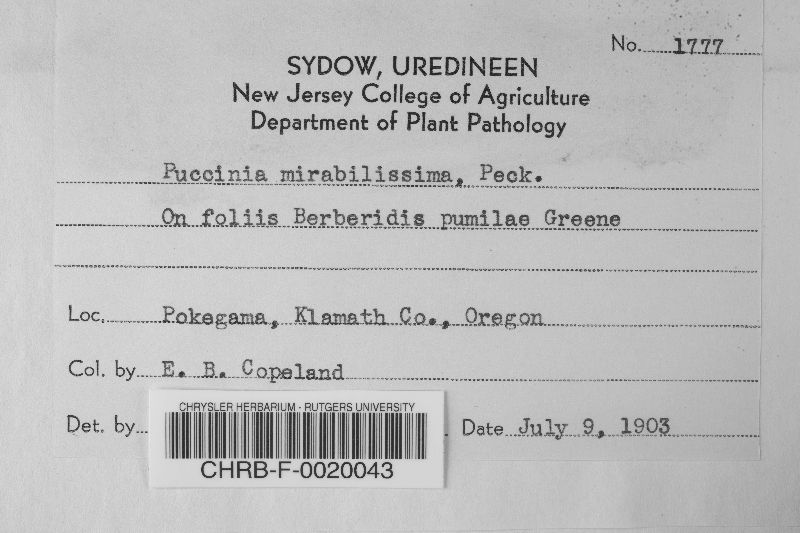 No. 1777
SYDOW, UREDINEEN
New Jersey College of Agriculture
Department of Plant Pathology
Puccinia mirabilissima, Peck.
On foliis Berberidis pumilae Greene
Loc. Pokegama, Klamath Co., Oregon
Col. by E. B. Copeland
Det. by Date July 9, 1903
CHRYSLER HERBARIUM - RUTGERS UNIVERSITY
CHRB-F-0020043